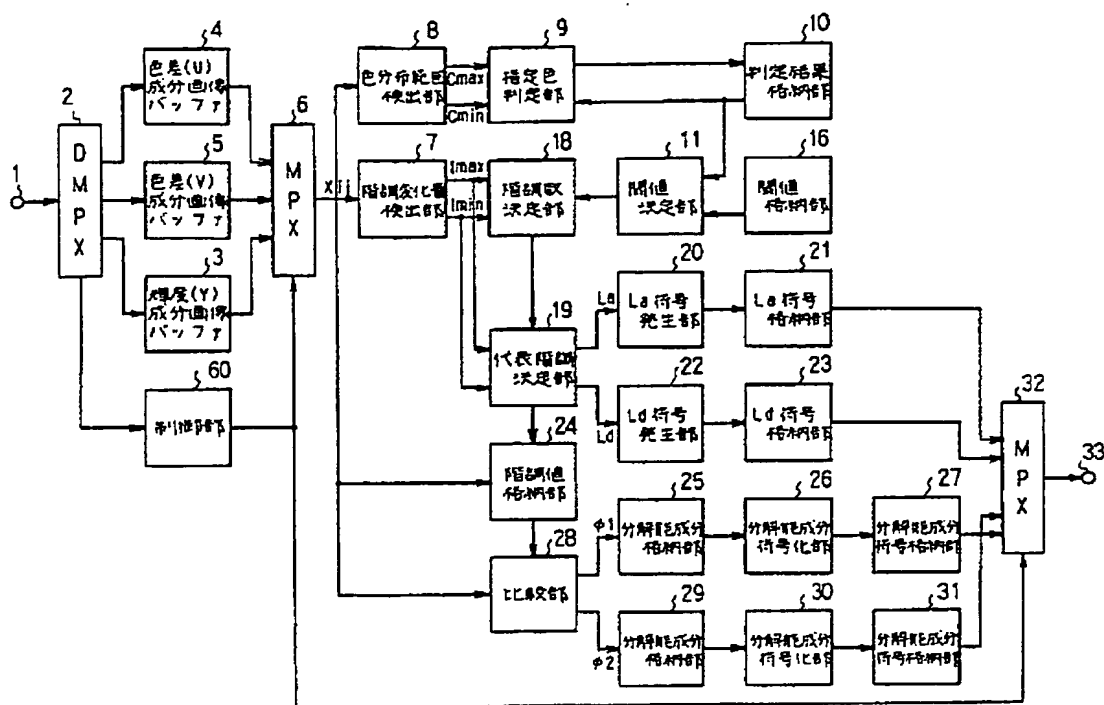 1
2
DMPX
4
色差(U)
成分画像
バッファ
5
色差(V)
成分画像
バッファ
3
輝度(Y)
成分画像
バッファ
60
制御部
6
MPX
Xij
8
色分布範囲
検出部
Cmax
Cmin
9
指定色
判定部
10
判定結果
格納部
7
階調変化量
検出部
lmax
lmin
18
階調数
決定部
11
閾値
決定部
16
閾値
格納部
19
代表階調
決定部
La
Ld
20
La符号
発生部
21
La符号
格納部
22
Ld符号
発生部
23
Ld符号
格納部
24
階調値
格納部
28
比較部
φ1
φ2
25
分解能成分
格納部
26
分解能成分
符号化部
27
分解能成分
符号格納部
29
分解能成分
格納部
30
分解能成分
符号化部
31
分解能成分
符号格納部
32
MPX
33